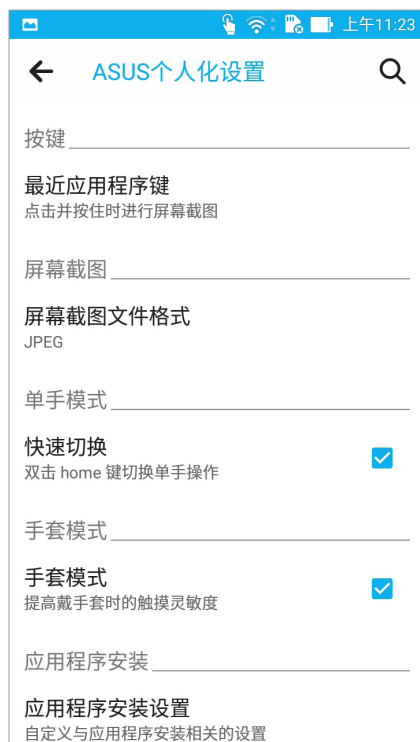 上午11:23
ASUS个人化设置
按键
最近应用程序键
点击并按住时进行屏幕截图
屏幕截图
屏幕截图文件格式
JPEG
单手模式
快速切换
双击 home 键切换单手操作
手套模式
手套模式
提高戴手套时的触摸灵敏度
应用程序安装
应用程序安装设置
自定义与应用程序安装相关的设置